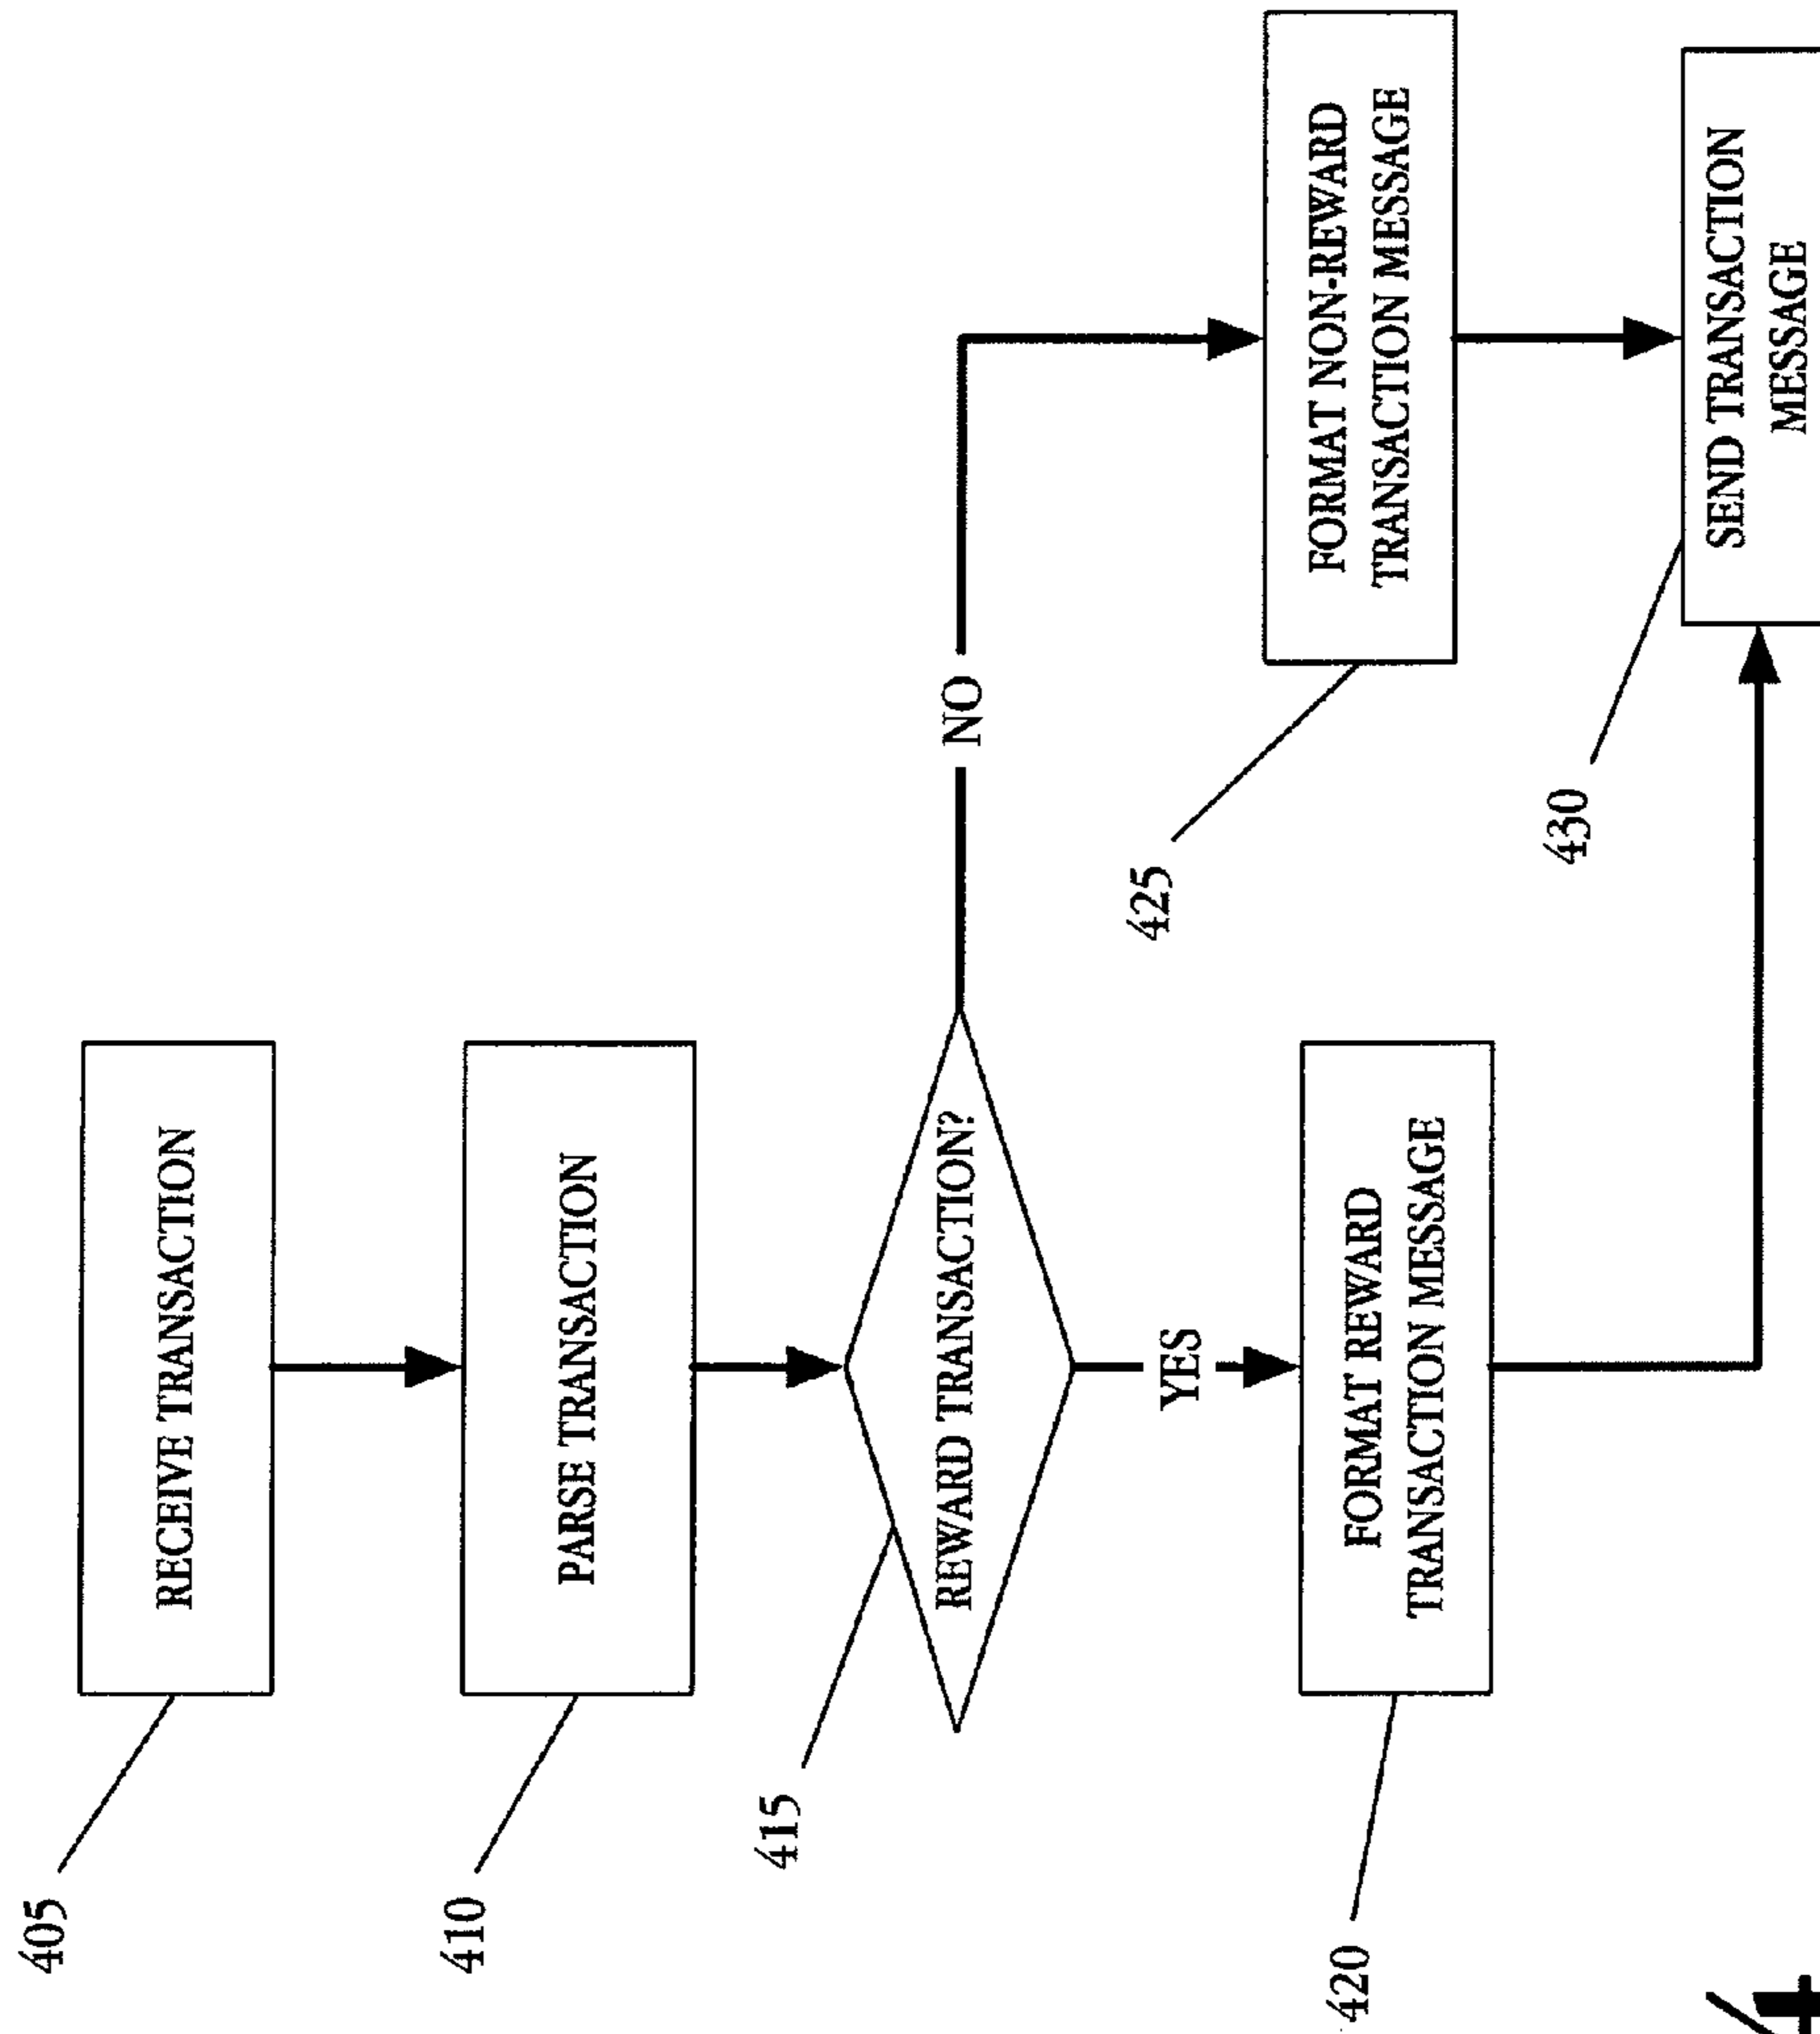 405
RECEIVE TRANSACTION
410
PARSE TRANSACTION
415
REWARD TRANSACTION?
NO
YES
420
FORMAT REWARD
TRANSACTION MESSAGE
425
FORMAT NON-REWARD
TRANSACTION MESSAGE
430
SEND TRANSACTION
MESSAGE